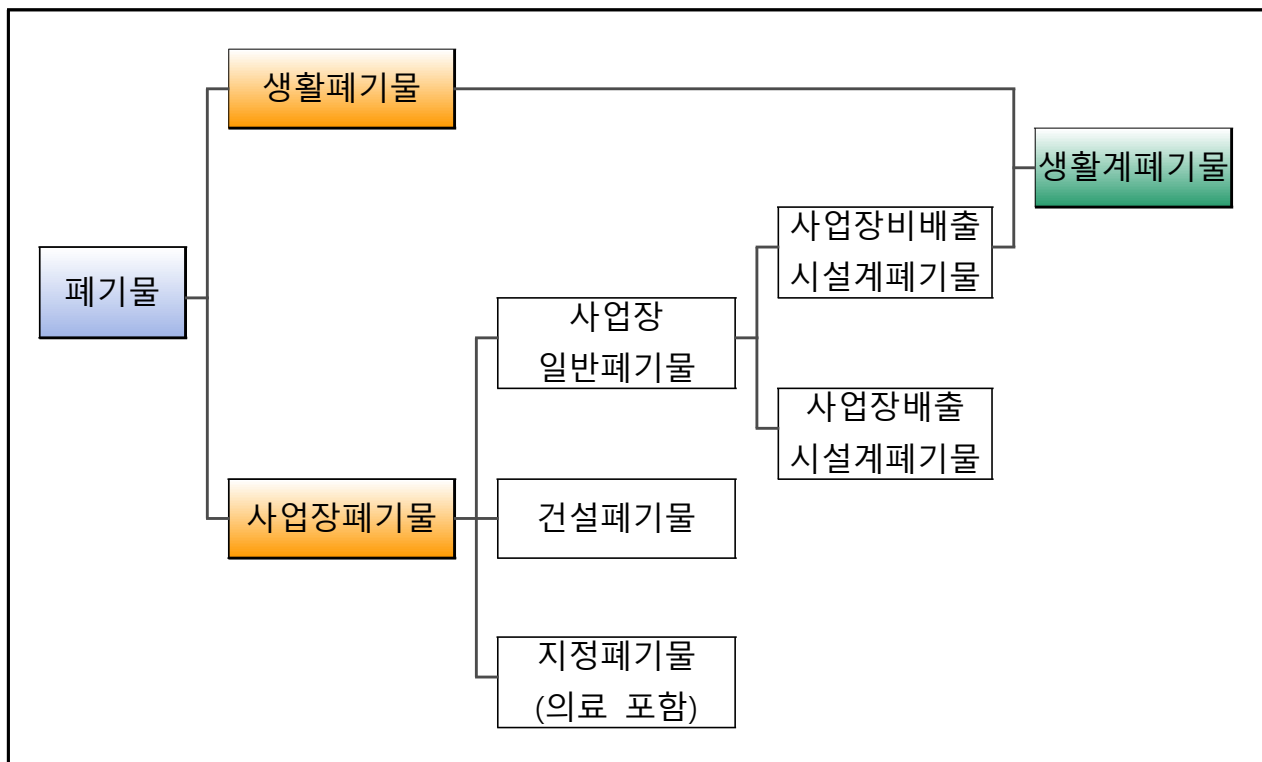 생활폐기물
생활계폐기물
사업장비배출
시설계폐기물
폐기물
사업장
일반폐기물
사업장배출
시설계폐기물
사업장폐기물
건설폐기물
지정폐기물
(의료 포함)